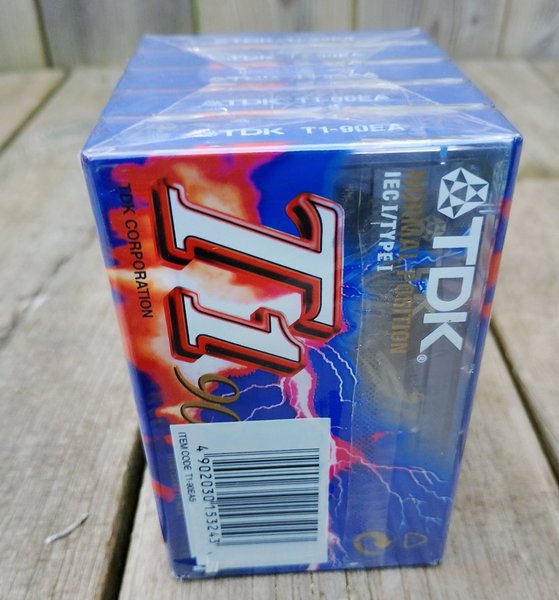 TDK T1-90EA
TDK T1-90EA
TDK®
NORMAL POSITION
IEC I/TYPE I
T1
90
TDK CORPORATION
4 902030 153243
ITEM CODE T1-90EA5